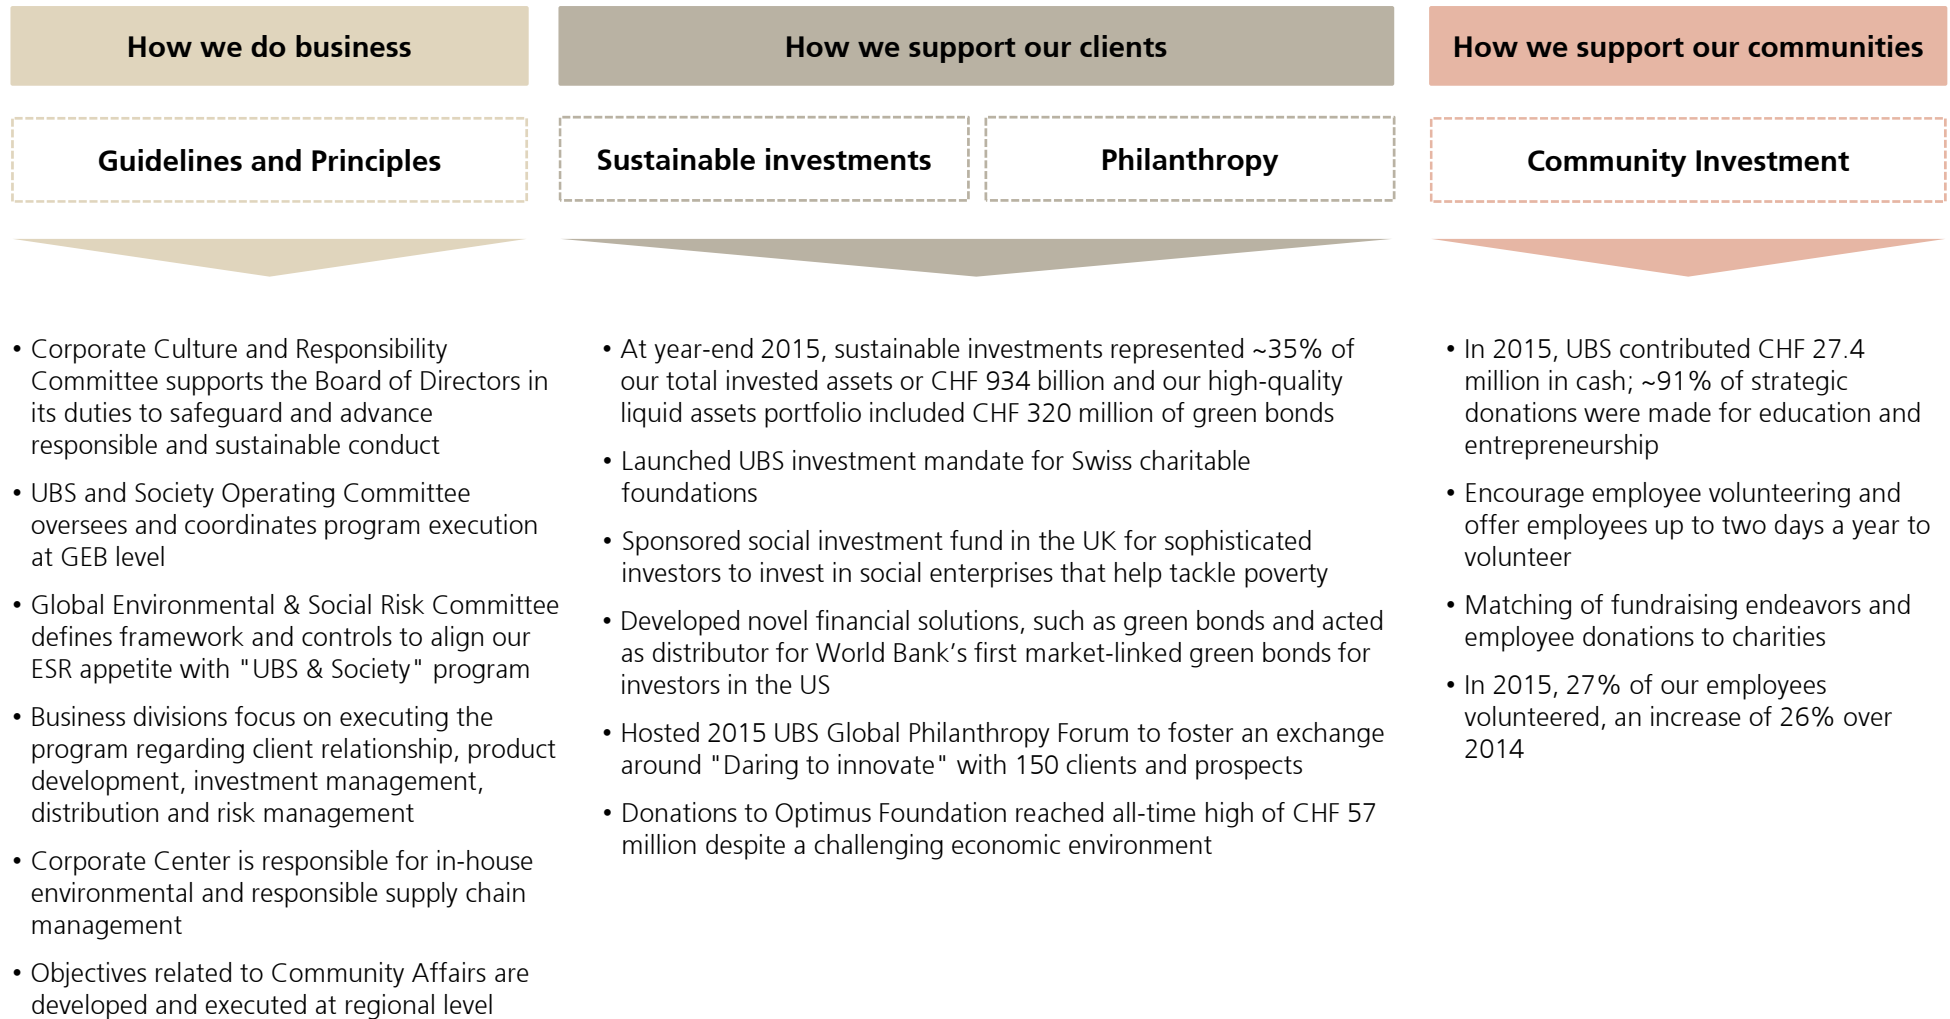 How we do business
Guidelines and Principles
• Corporate Culture and Responsibility
Committee supports the Board of Directors in
its duties to safeguard and advance
responsible and sustainable conduct
• UBS and Society Operating Committee
oversees and coordinates program execution
at GEB level
• Global Environmental & Social Risk Committee
defines framework and controls to align our
ESR appetite with "UBS & Society" program
• Business divisions focus on executing the
program regarding client relationship, product
development, investment management,
distribution and risk management
• Corporate Center is responsible for in-house
environmental and responsible supply chain
management
• Objectives related to Community Affairs are
developed and executed at regional level
How we support our clients
Sustainable investments
Philanthropy
• At year-end 2015, sustainable investments represented ~35% of
our total invested assets or CHF 934 billion and our high-quality
liquid assets portfolio included CHF 320 million of green bonds
• Launched UBS investment mandate for Swiss charitable
foundations
• Sponsored social investment fund in the UK for sophisticated
investors to invest in social enterprises that help tackle poverty
• Developed novel financial solutions, such as green bonds and acted
as distributor for World Bank’s first market-linked green bonds for
investors in the US
• Hosted 2015 UBS Global Philanthropy Forum to foster an exchange
around "Daring to innovate" with 150 clients and prospects
• Donations to Optimus Foundation reached all-time high of CHF 57
million despite a challenging economic environment
How we support our communities
Community Investment
• In 2015, UBS contributed CHF 27.4
million in cash; ~91% of strategic
donations were made for education and
entrepreneurship
• Encourage employee volunteering and
offer employees up to two days a year to
volunteer
• Matching of fundraising endeavors and
employee donations to charities
• In 2015, 27% of our employees
volunteered, an increase of 26% over
2014